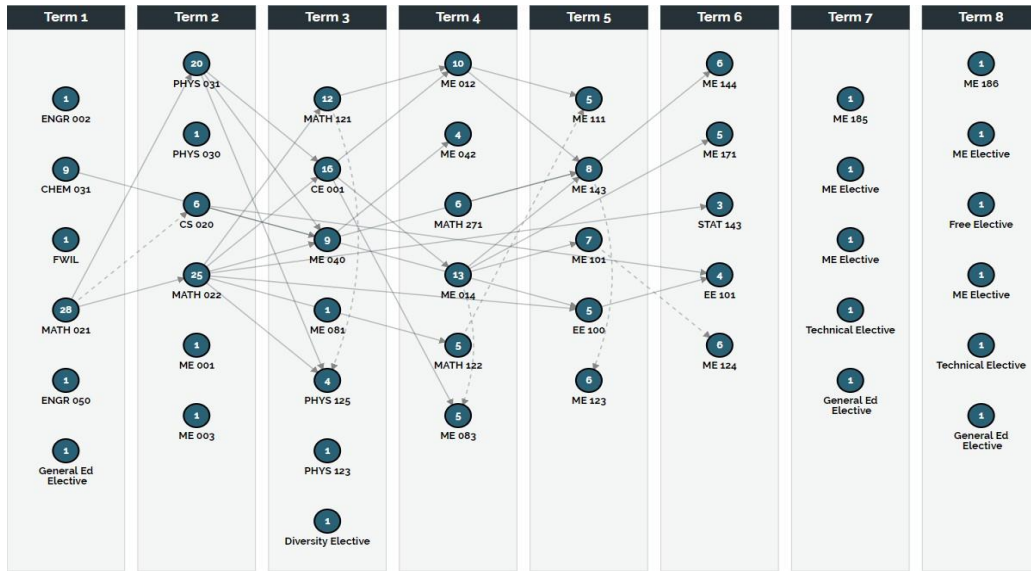 Term 1
Term 2
Term 3
Term 4
Term 5
Term 6
Term 7
Term 8
1
ENGR 002
9
CHEM 031
1
FWIL
28
MATH 021
1
ENGR 050
1
General Ed
Elective
20
PHYS 031
1
PHYS 030
6
CS 020
25
MATH 022
1
ME 001
1
ME 003
12
MATH 121
16
CE 001
9
ME 040
1
ME 081
4
PHYS 125
1
PHYS 123
1
Diversity Elective
10
ME 012
4
ME 042
6
MATH 271
13
ME 014
5
MATH 122
5
ME 083
5
ME 111
8
ME 143
7
ME 101
5
EE 100
6
ME 123
6
ME 144
5
ME 171
3
STAT 143
4
EE 101
6
ME 124
1
ME 185
1
ME Elective
1
ME Elective
1
Technical Elective
1
General Ed
Elective
1
ME 186
1
ME Elective
1
Free Elective
1
ME Elective
1
Technical Elective
1
General Ed
Elective